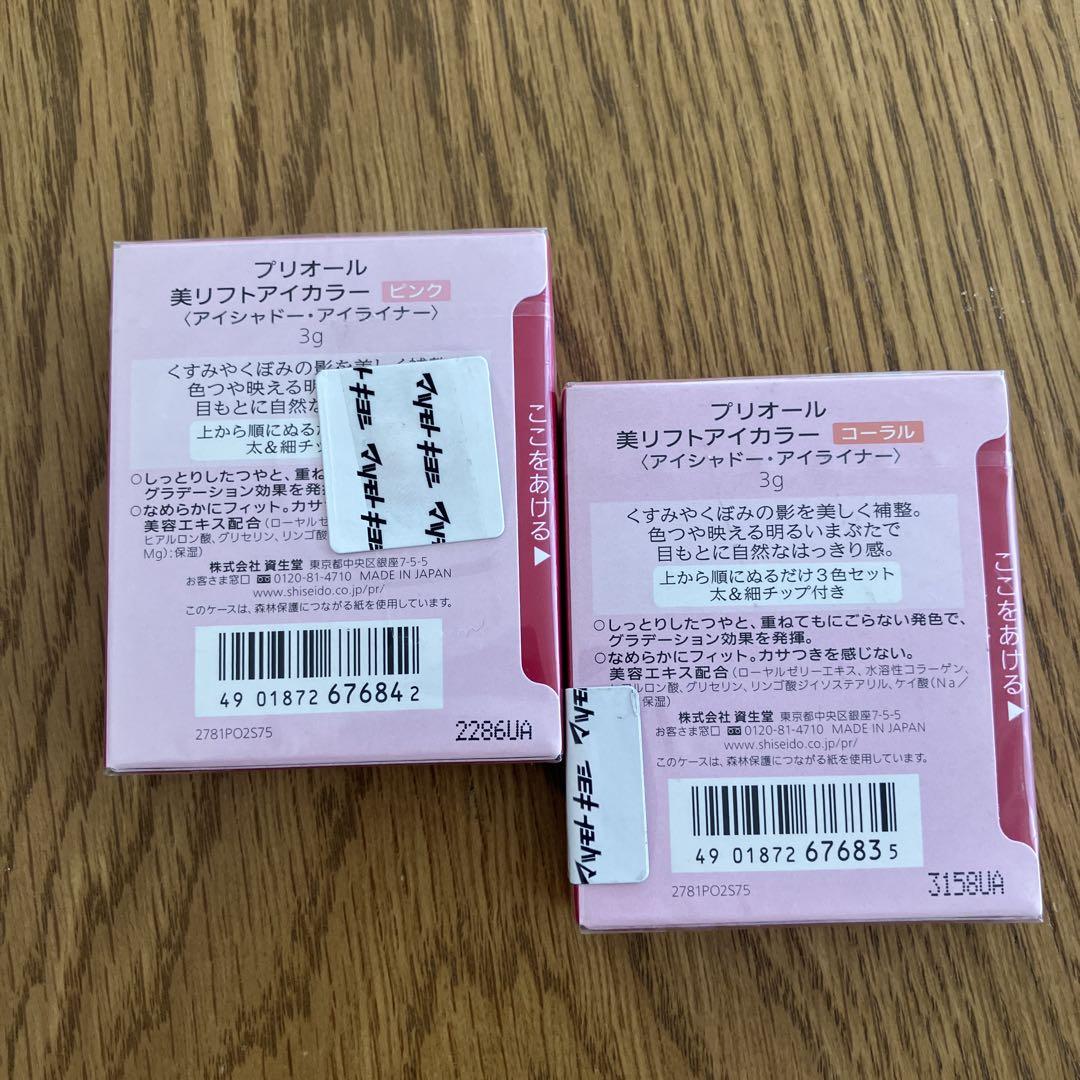 プリオール
美リフトアイカラー ピンク
〈アイシャドー・アイライナー〉
3g
くすみやくぼみの影を美しく補整
色つや映える明
目もとに自然な
上から順にぬるだ
太&細チッ
○しっとりしたつやと、重ね
グラデーション効果を発揮
○なめらかにフィット。カサ
美容エキス配合(ローヤルゼ
ヒアルロン酸、グリセリン、リンゴ酸
Mg):保湿)
株式会社 資生堂 東京都中央区銀座7-5-5
お客さま窓口 0120-81-4710 MADE IN JAPAN
www.shiseido.co.jp/pr/
このケースは、森林保護につながる紙を使用しています。
49 01872 67684 2
2781PO2S75
2286UA
ここをあける▶
トキヨシ マツモトキヨシ マツモトキヨ
プリオール
美リフトアイカラー コーラル
〈アイシャドー・アイライナー〉
3g
くすみやくぼみの影を美しく補整。
色つや映える明るいまぶたで
目もとに自然なはっきり感。
上から順にぬるだけ3色セット
太&細チップ付き
○しっとりしたつやと、重ねてもにごらない発色で、
グラデーション効果を発揮。
○なめらかにフィット。カサつきを感じない。
美容エキス配合(ローヤルゼリーエキス、水溶性コラーゲン、
ヒアルロン酸、グリセリン、リンゴ酸ジイソステアリル、ケイ酸(Na/
保湿)
株式会社 資生堂 東京都中央区銀座7-5-5
お客さま窓口 0120-81-4710 MADE IN JAPAN
www.shiseido.co.jp/pr/
このケースは、森林保護につながる紙を使用しています。
49 01872 67683 5
2781PO2S75
3158UA
ここをあける▶
マツモトキヨシ